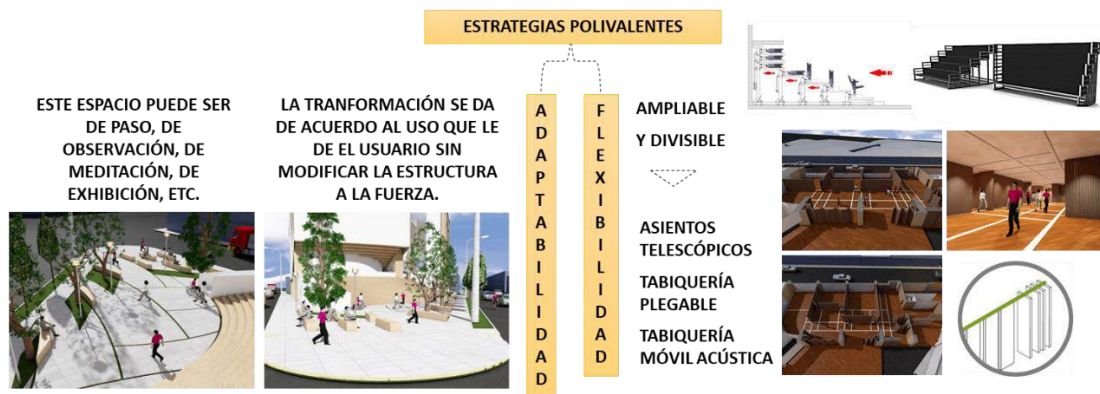 ESTRATEGIAS POLIVALENTES
ESTE ESPACIO PUEDE SER
DE PASO, DE
OBSERVACIÓN, DE
MEDITACIÓN, DE
EXHIBICIÓN, ETC.
LA TRANFORMACIÓN SE DA
DE ACUERDO AL USO QUE LE
DE EL USUARIO SIN
MODIFICAR LA ESTRUCTURA
A LA FUERZA.
ADAPTABILIDAD
FLEXIBILIDAD
AMPLIABLE
Y DIVISIBLE
ASIENTOS
TELESCÓPICOS
TABIQUERÍA
PLEGABLE
TABIQUERÍA
MÓVIL ACÚSTICA